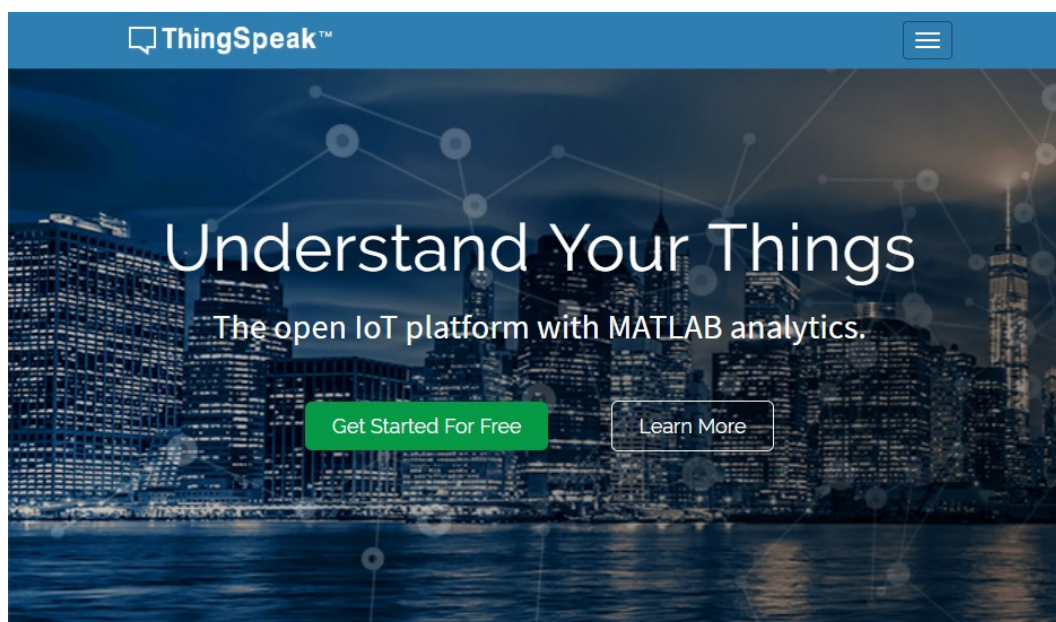 ThingSpeak™
Understand Your Things
The open IoT platform with MATLAB analytics.
Get Started For Free
Learn More